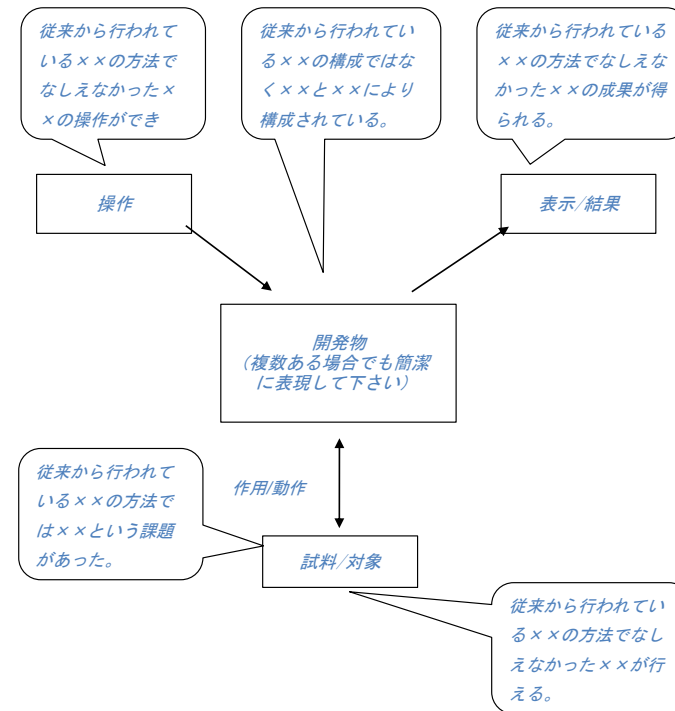 従来から行われて
いる××の方法で
なしえなかった×
×の操作ができ
従来から行われてい
る××の構成ではな
く××と××により
構成されている。
従来から行われている
××の方法でなしえな
かった××の成果が得
られる。
操作
表示/結果
開発物
（複数ある場合でも簡潔
に表現して下さい）
従来から行われて
いる××の方法で
は××という課題
があった。
作用/動作
試料/対象
従来から行われてい
る××の方法でなし
えなかった××が行
える。